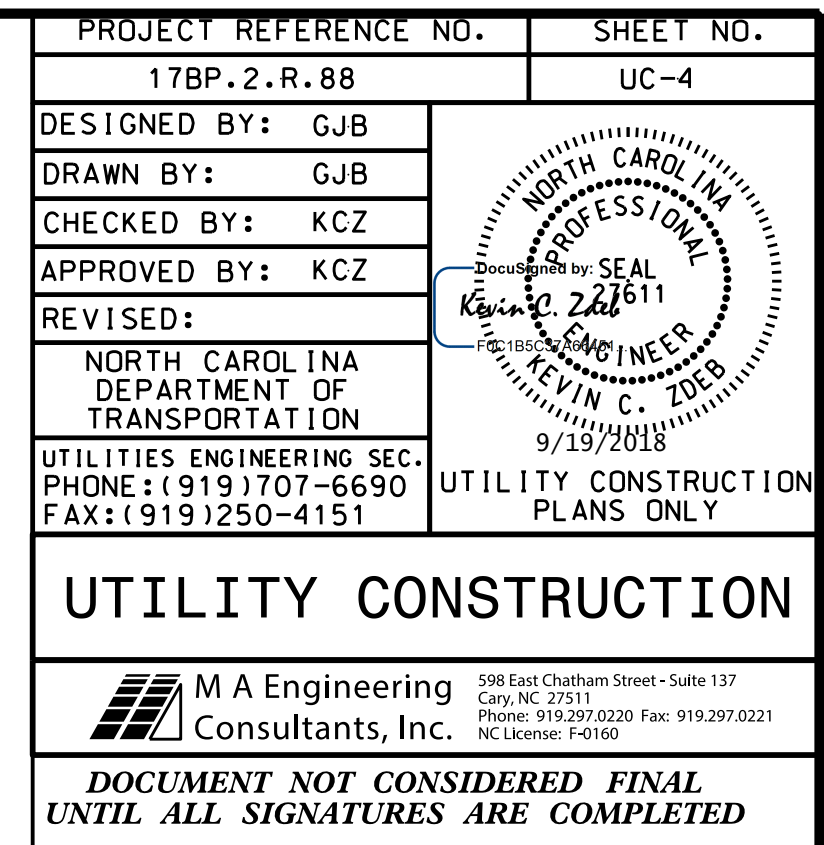 PROJECT REFERENCE NO.
SHEET NO.
17BP.2.R.88
UC-4
DESIGNED BY: GJB
DRAWN BY: GJB
CHECKED BY: KCZ
APPROVED BY: KCZ
REVISED:
NORTH CAROLINA
DEPARTMENT OF
TRANSPORTATION
UTILITIES ENGINEERING SEC.
PHONE:(919)707-6690
FAX:(919)250-4151
NORTH CAROLINA
PROFESSIONAL
DocuSigned by:
SEAL
27611
Kevin C. Zdeb
ENGINEER
KEVIN C. ZDEB
9/19/2018
UTILITY CONSTRUCTION
PLANS ONLY
UTILITY CONSTRUCTION
M A Engineering
Consultants, Inc.
598 East Chatham Street - Suite 137
Cary, NC 27511
Phone: 919.297.0220 Fax: 919.297.0221
NC License: F-0160
DOCUMENT NOT CONSIDERED FINAL
UNTIL ALL SIGNATURES ARE COMPLETED